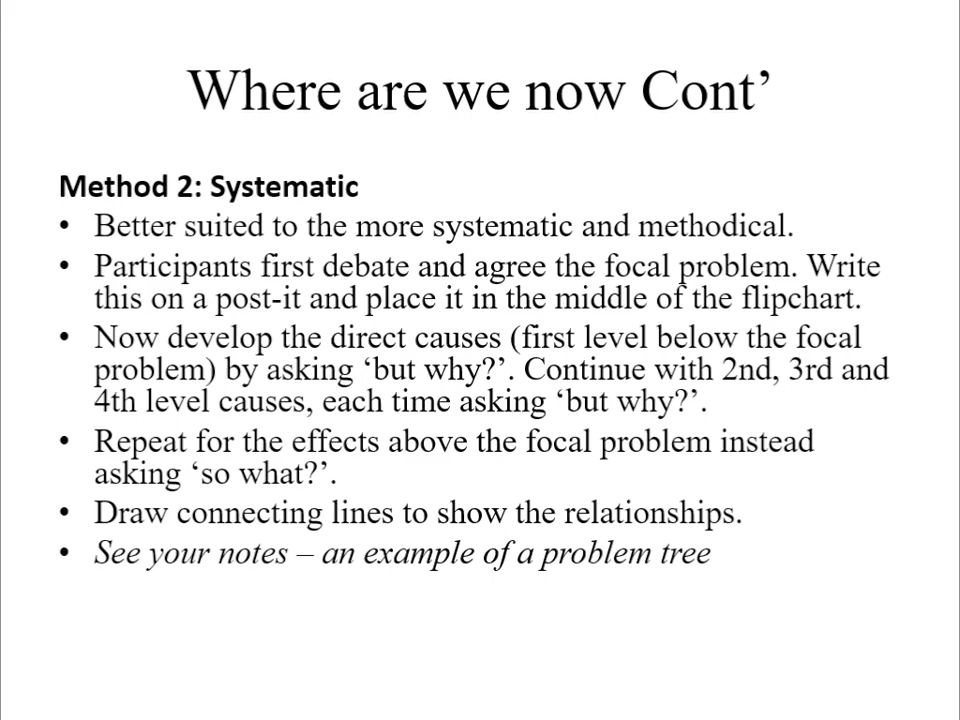 Where are we now Cont’
Method 2: Systematic
• Better suited to the more systematic and methodical.
• Participants first debate and agree the focal problem. Write
this on a post-it and place it in the middle of the flipchart.
• Now develop the direct causes (first level below the focal
problem) by asking ‘but why?’. Continue with 2nd, 3rd and
4th level causes, each time asking ‘but why?’.
• Repeat for the effects above the focal problem instead
asking ‘so what?’.
• Draw connecting lines to show the relationships.
• See your notes – an example of a problem tree